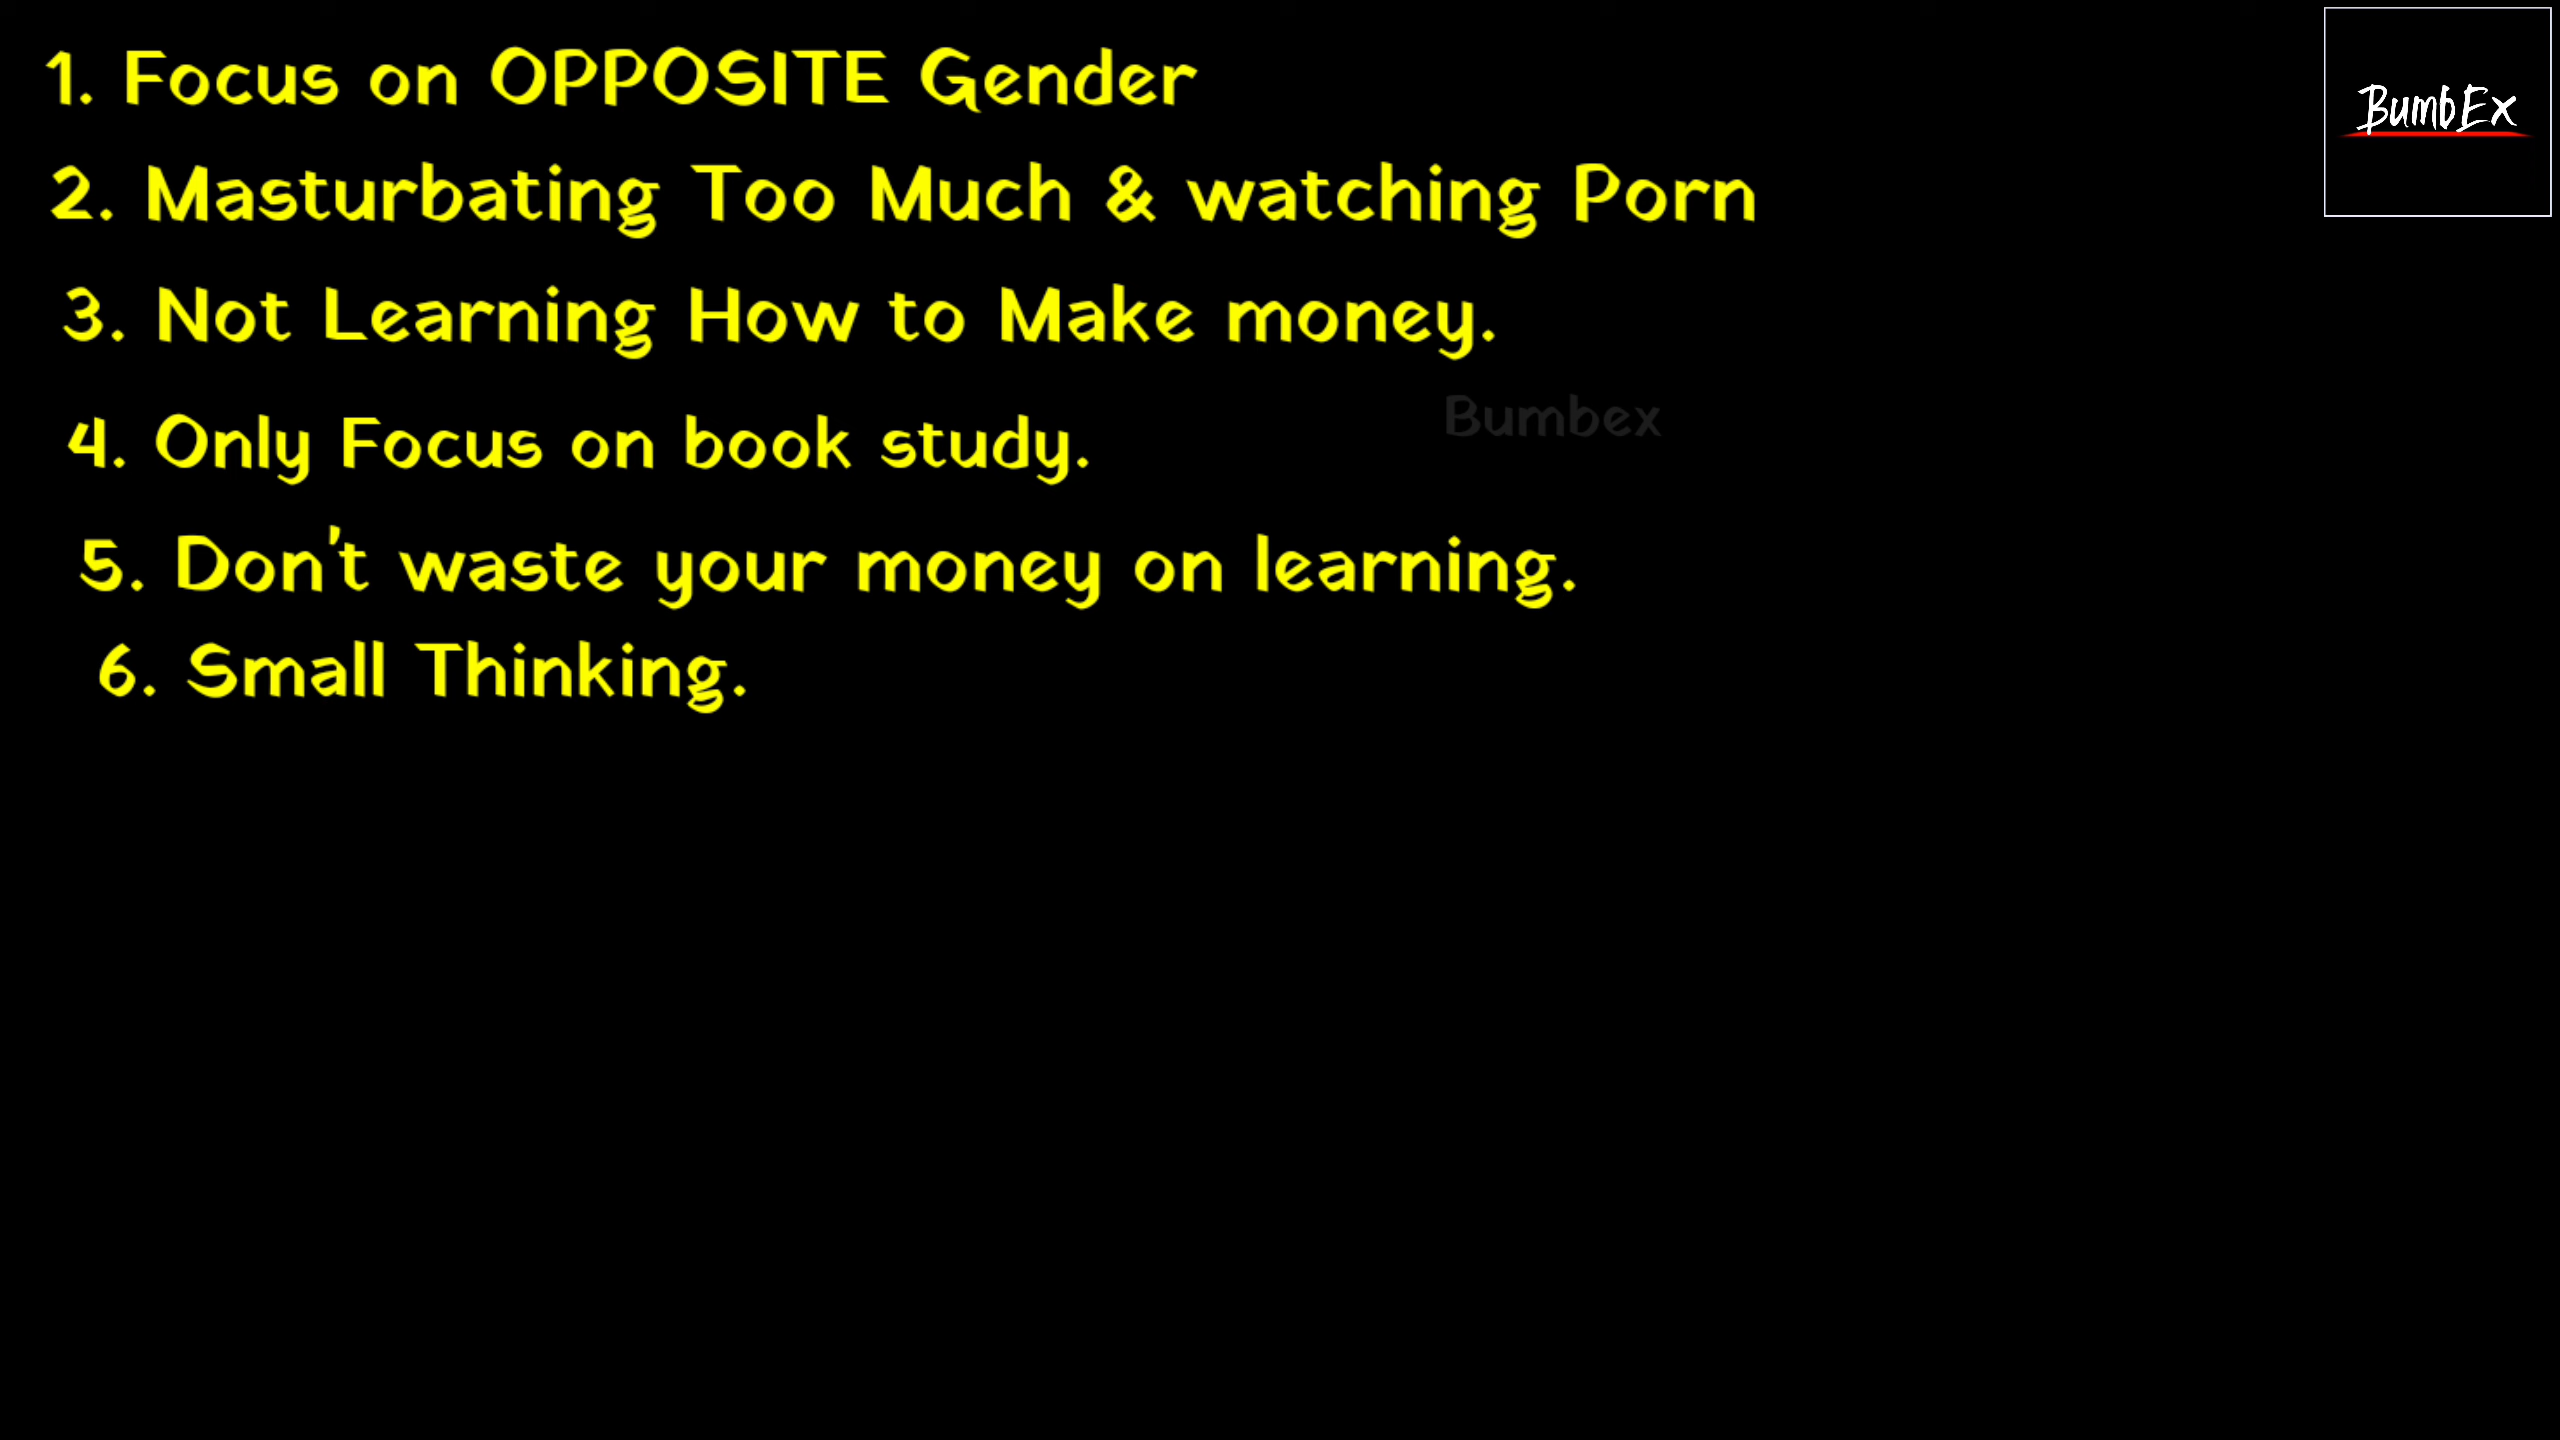 1. Focus on OPPOSITE Gender
BumbEx
2. Masturbating Too Much & watching Porn
3. Not Learning How to Make money.
Bumbex
4. Only Focus on book study.
5. Don't waste your money on learning.
6. Small Thinking.